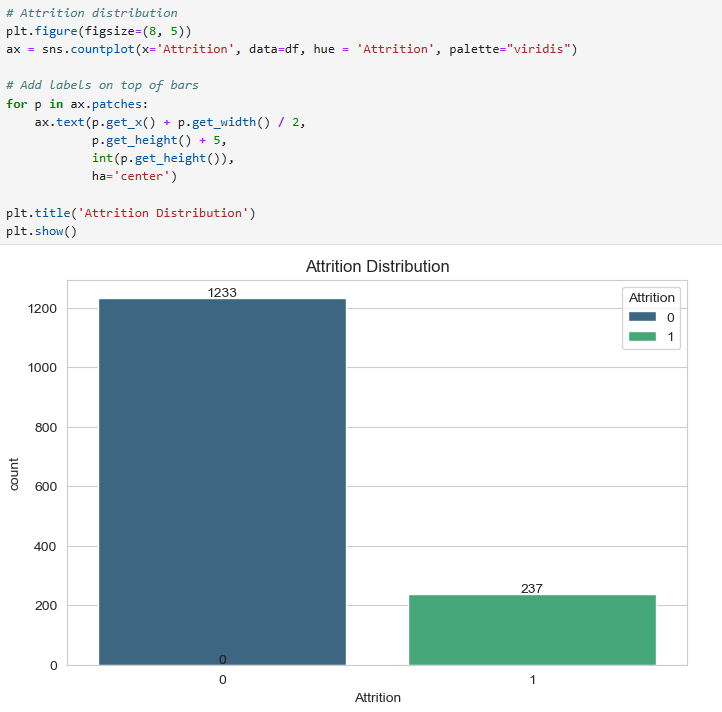 # Attrition distribution
plt.figure(figsize=(8, 5))
ax = sns.countplot(x='Attrition', data=df, hue = 'Attrition', palette="viridis")
# Add labels on top of bars
for p in ax.patches:
    ax.text(p.get_x() + p.get_width() / 2,
            p.get_height() + 5,
            int(p.get_height()),
            ha='center')
plt.title('Attrition Distribution')
plt.show()
Attrition Distribution
1233
Attrition
0
1
1200
1000
800
600
400
200
0
count
237
0
0
1
Attrition